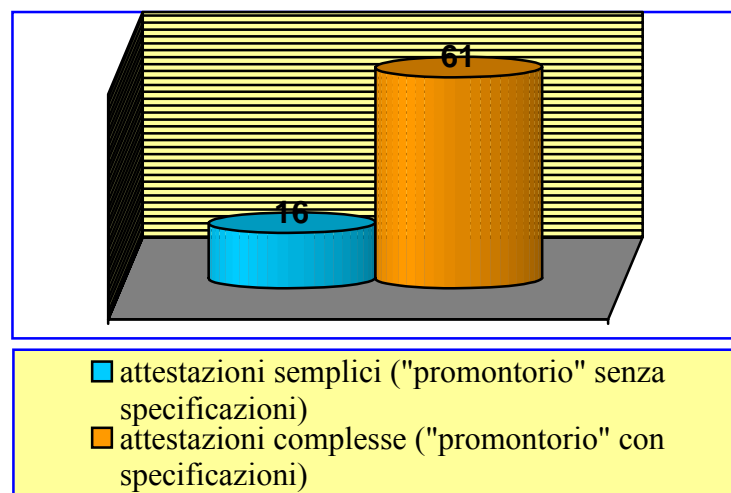 61
16
attestazioni semplici ("promontorio" senza
specificazioni)
attestazioni complesse ("promontorio" con
specificazioni)